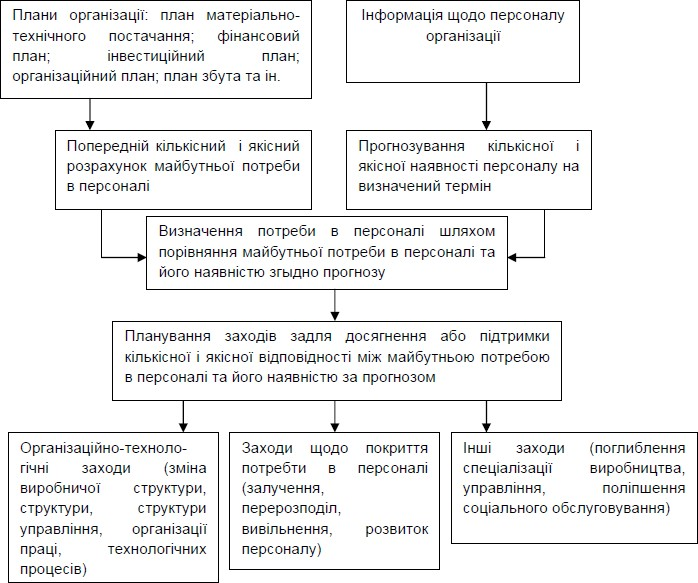 Плани організації: план матеріально-
технічного постачання; фінансовий
план; інвестиційний план;
організаційний план; план збута та ін.
Інформація щодо персоналу
організації
Попередній кількісний і якісний
розрахунок майбутньої потреби
в персоналі
Прогнозування кількісної і
якісної наявності персоналу на
визначений термін
Визначення потреби в персоналі шляхом
порівняння майбутньої потреби в персоналі та
його наявністю згыдно прогнозу
Планування заходів задля досягнення або підтримки
кількісної і якісної відповідності між майбутньою потребою
в персоналі та його наявністю за прогнозом
Організаційно-техноло-
гічні заходи (зміна
виробничої структури,
структури, структури
управління, організації
праці, технологічних
процесів)
Заходи щодо покриття
потребти в персоналі
(залучення,
перерозподіл,
вивільнення, розвиток
персоналу)
Інші заходи (поглиблення
спеціалізації виробництва,
управління, поліпшення
соціального обслуговування)